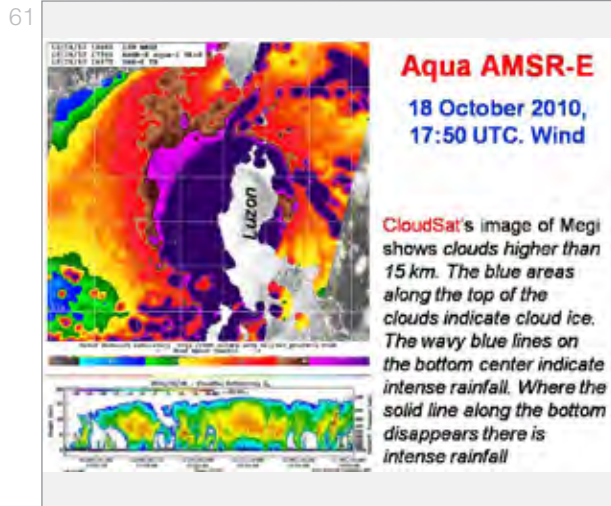 61
Aqua AMSR-E
18 October 2010,
17:50 UTC. Wind
Luzon
CloudSat's image of Megi
shows clouds higher than
15 km. The blue areas
along the top of the
clouds indicate cloud ice.
The wavy blue lines on
the bottom center indicate
intense rainfall. Where the
solid line along the bottom
disappears there is
intense rainfall